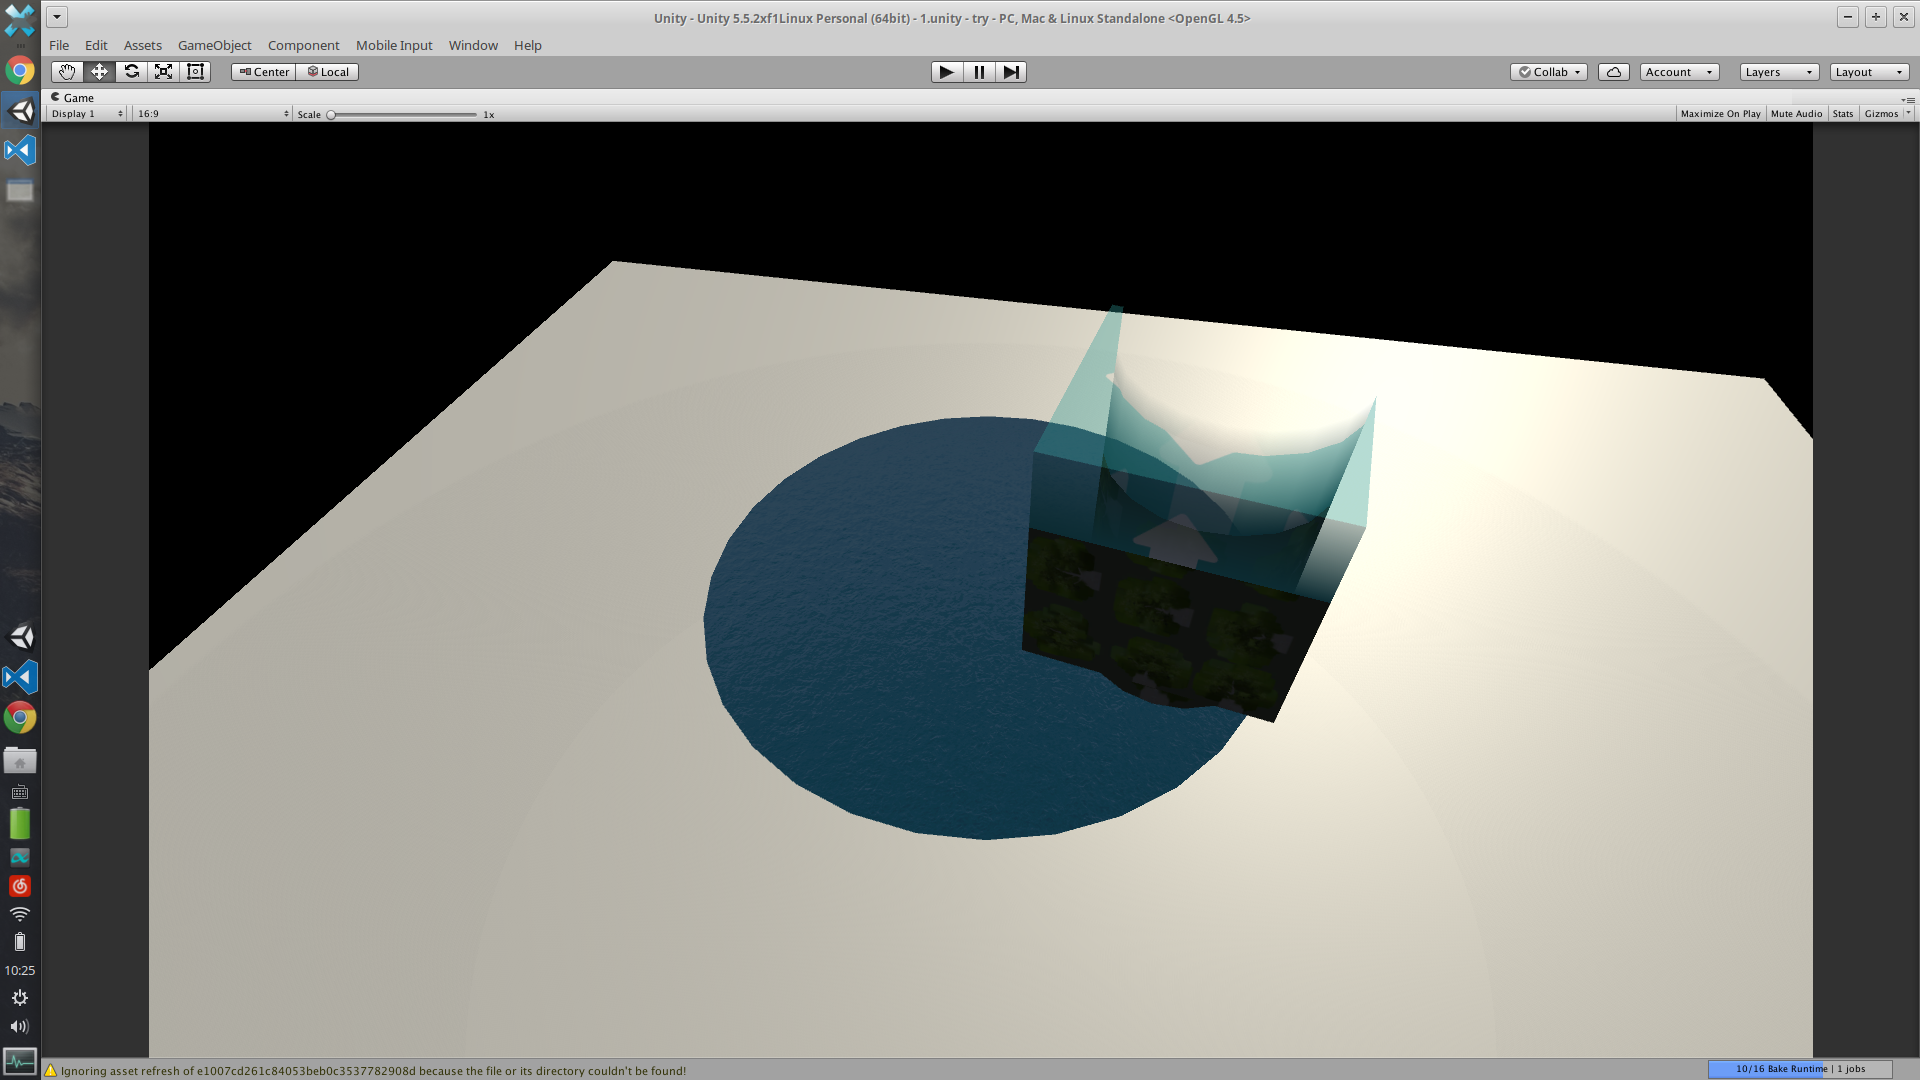 Unity - Unity 5.5.2xf1Linux Personal (64bit) - 1.unity - try - PC, Mac & Linux Standalone <OpenGL 4.5>
File Edit Assets GameObject Component Mobile Input Window Help
Center Local Collab Account Layers Layout
Game
Display 1 16:9 Scale 1x Maximize On Play Mute Audio Stats Gizmos
10:25
Ignoring asset refresh of e1007cd261c84053beb0c3537782908d because the file or its directory couldn't be found!
10/16 Bake Runtime | 1 jobs